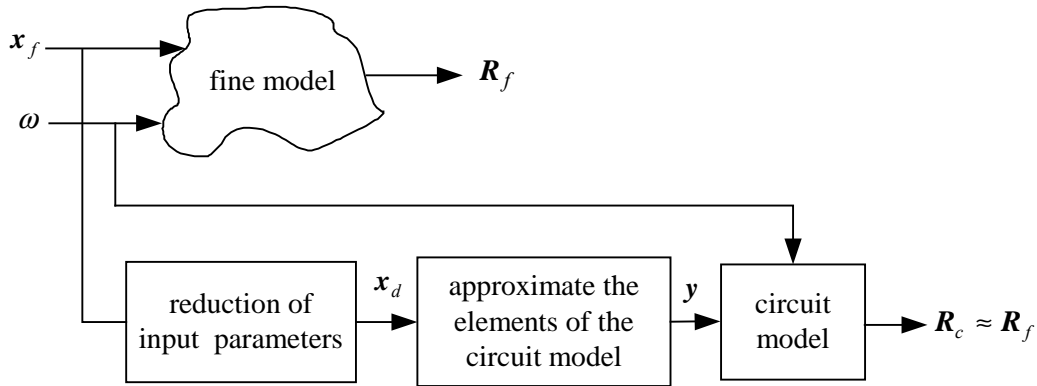 x_f
fine model
R_f
ω
reduction of
input parameters
x_d
approximate the
elements of the
circuit model
y
circuit
model
R_c ≈ R_f